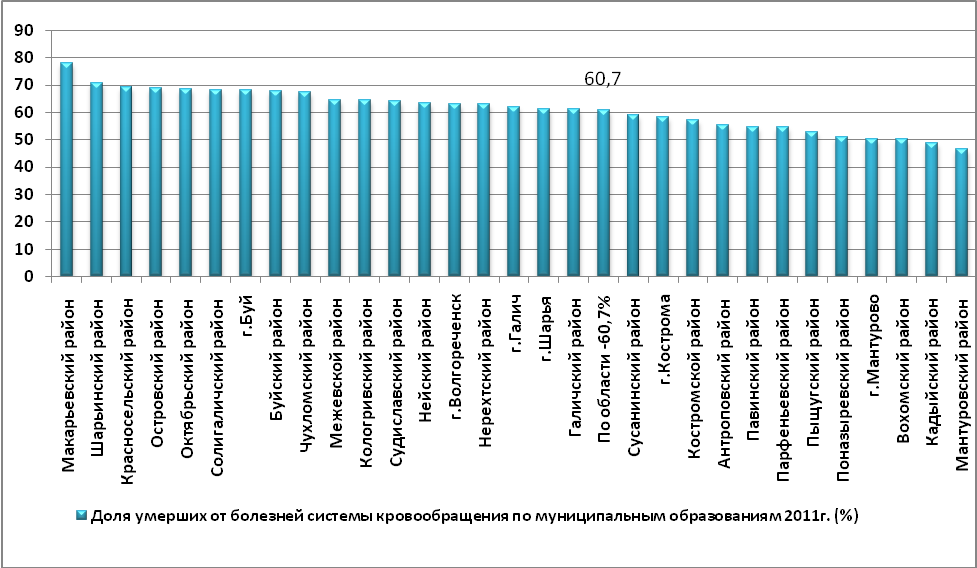 90
80
70
60
50
40
30
20
10
0
60,7
Макарьевский район
Шарьинский район
Красносельский район
Островский район
Октябрьский район
Солигаличский район
г.Буй
Буйский район
Чухломский район
Межевской район
Кологривский район
Судиславский район
Нейский район
г.Волгореченск
Нерехтский район
г.Галич
г.Шарья
Галичский район
По области -60,7%
Сусанинский район
г.Кострома
Костромской район
Антроповский район
Павинский район
Парфеньевский район
Пыщугский район
Поназыревский район
г.Мантурово
Вохомский район
Кадыйский район
Мантуровский район
Доля умерших от болезней системы кровообращения по муниципальным образованиям 2011г. (%)